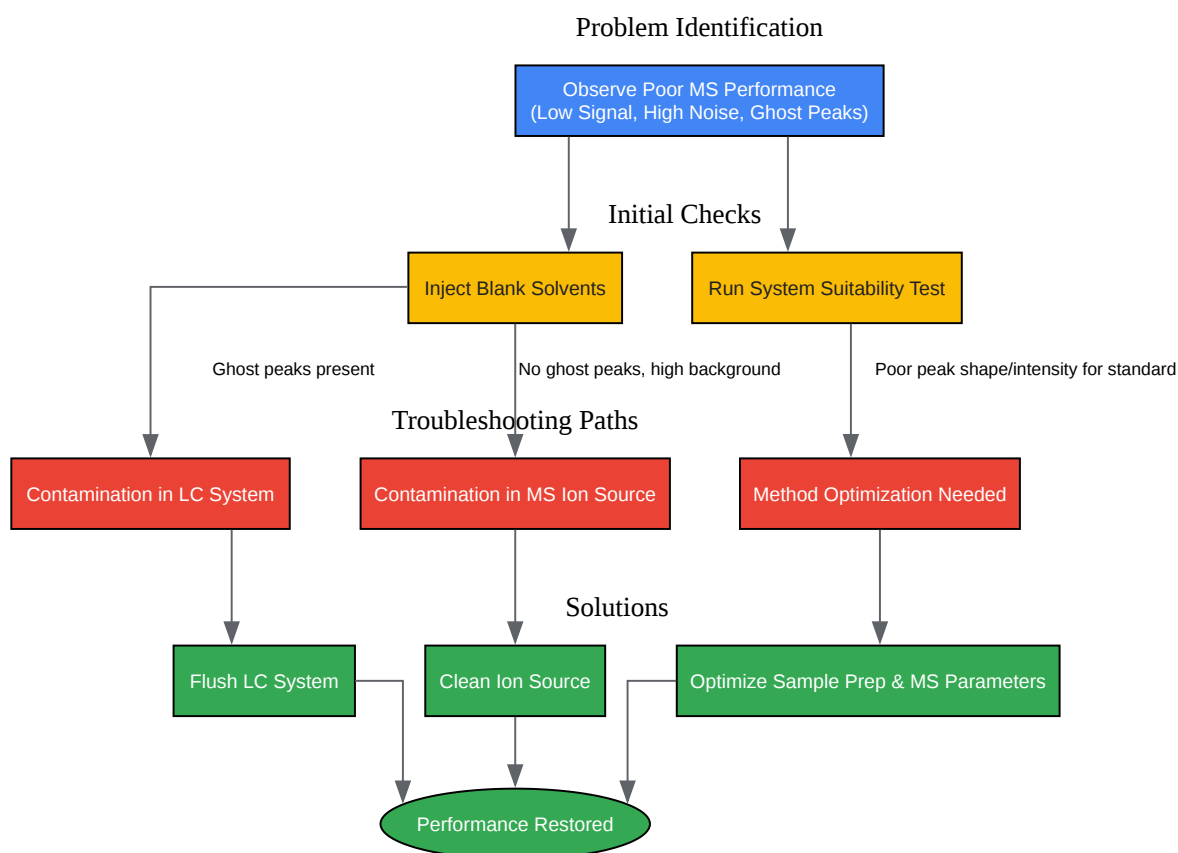 Problem Identification
Observe Poor MS Performance
(Low Signal, High Noise, Ghost Peaks)
Initial Checks
Inject Blank Solvents
Run System Suitability Test
Ghost peaks present
No ghost peaks, high background
Poor peak shape/intensity for standard
Troubleshooting Paths
Contamination in LC System
Contamination in MS Ion Source
Method Optimization Needed
Solutions
Flush LC System
Clean Ion Source
Optimize Sample Prep & MS Parameters
Performance Restored